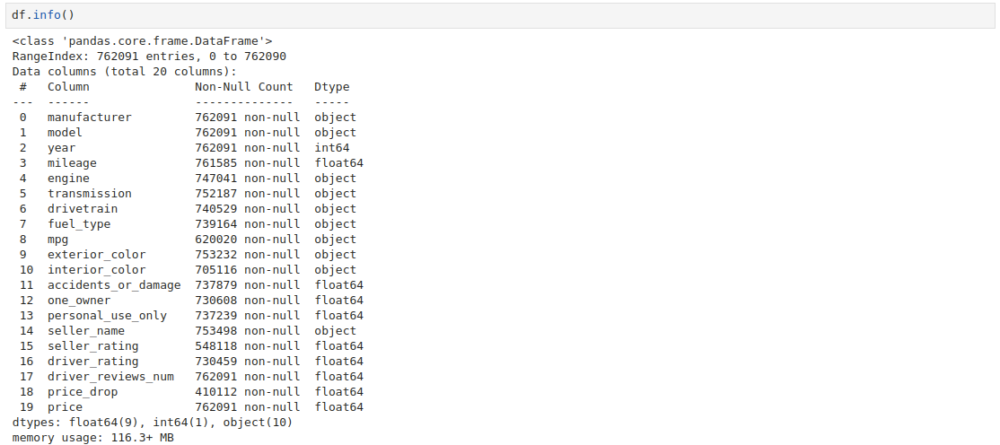 df.info()
<class 'pandas.core.frame.DataFrame'>
RangeIndex: 762091 entries, 0 to 762090
Data columns (total 20 columns):
 #   Column               Non-Null Count   Dtype
---  ------               --------------   -----
 0   manufacturer         762091 non-null  object
 1   model                762091 non-null  object
 2   year                 762091 non-null  int64
 3   mileage              761585 non-null  float64
 4   engine               747041 non-null  object
 5   transmission         752187 non-null  object
 6   drivetrain           740529 non-null  object
 7   fuel_type            739164 non-null  object
 8   mpg                  620020 non-null  object
 9   exterior_color       753232 non-null  object
 10  interior_color       705116 non-null  object
 11  accidents_or_damage  737879 non-null  float64
 12  one_owner            730608 non-null  float64
 13  personal_use_only    737239 non-null  float64
 14  seller_name          753498 non-null  object
 15  seller_rating        548118 non-null  float64
 16  driver_rating        730459 non-null  float64
 17  driver_reviews_num   762091 non-null  float64
 18  price_drop           410112 non-null  float64
 19  price                762091 non-null  float64
dtypes: float64(9), int64(1), object(10)
memory usage: 116.3+ MB